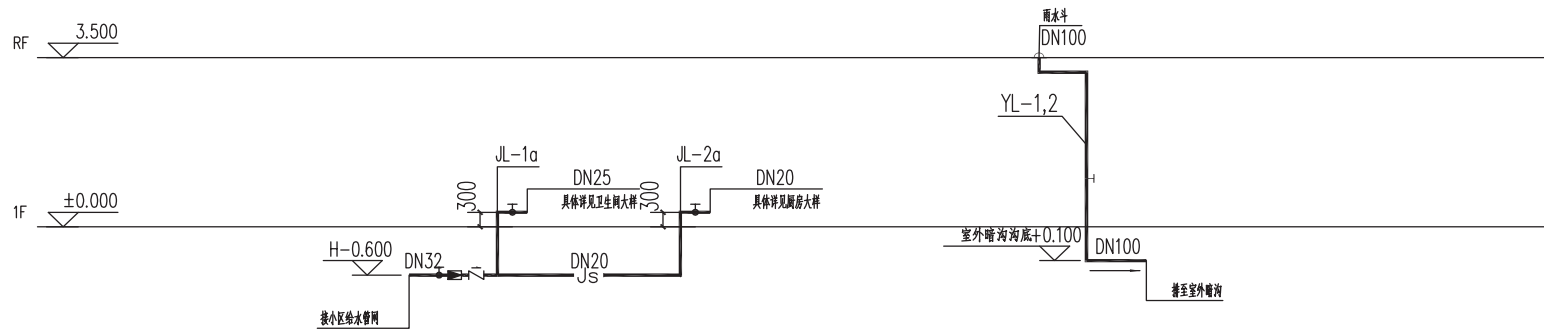 雨水斗
DN100
RF
3.500
YL-1,2
JL-1a
JL-2a
DN25
DN20
300
300
具体详见卫生间大样
具体详见厨房大样
1F
±0.000
室外暗沟沟底+0.100
H-0.600
DN32
DN20
DN100
Js
排至室外暗沟
接小区给水管网